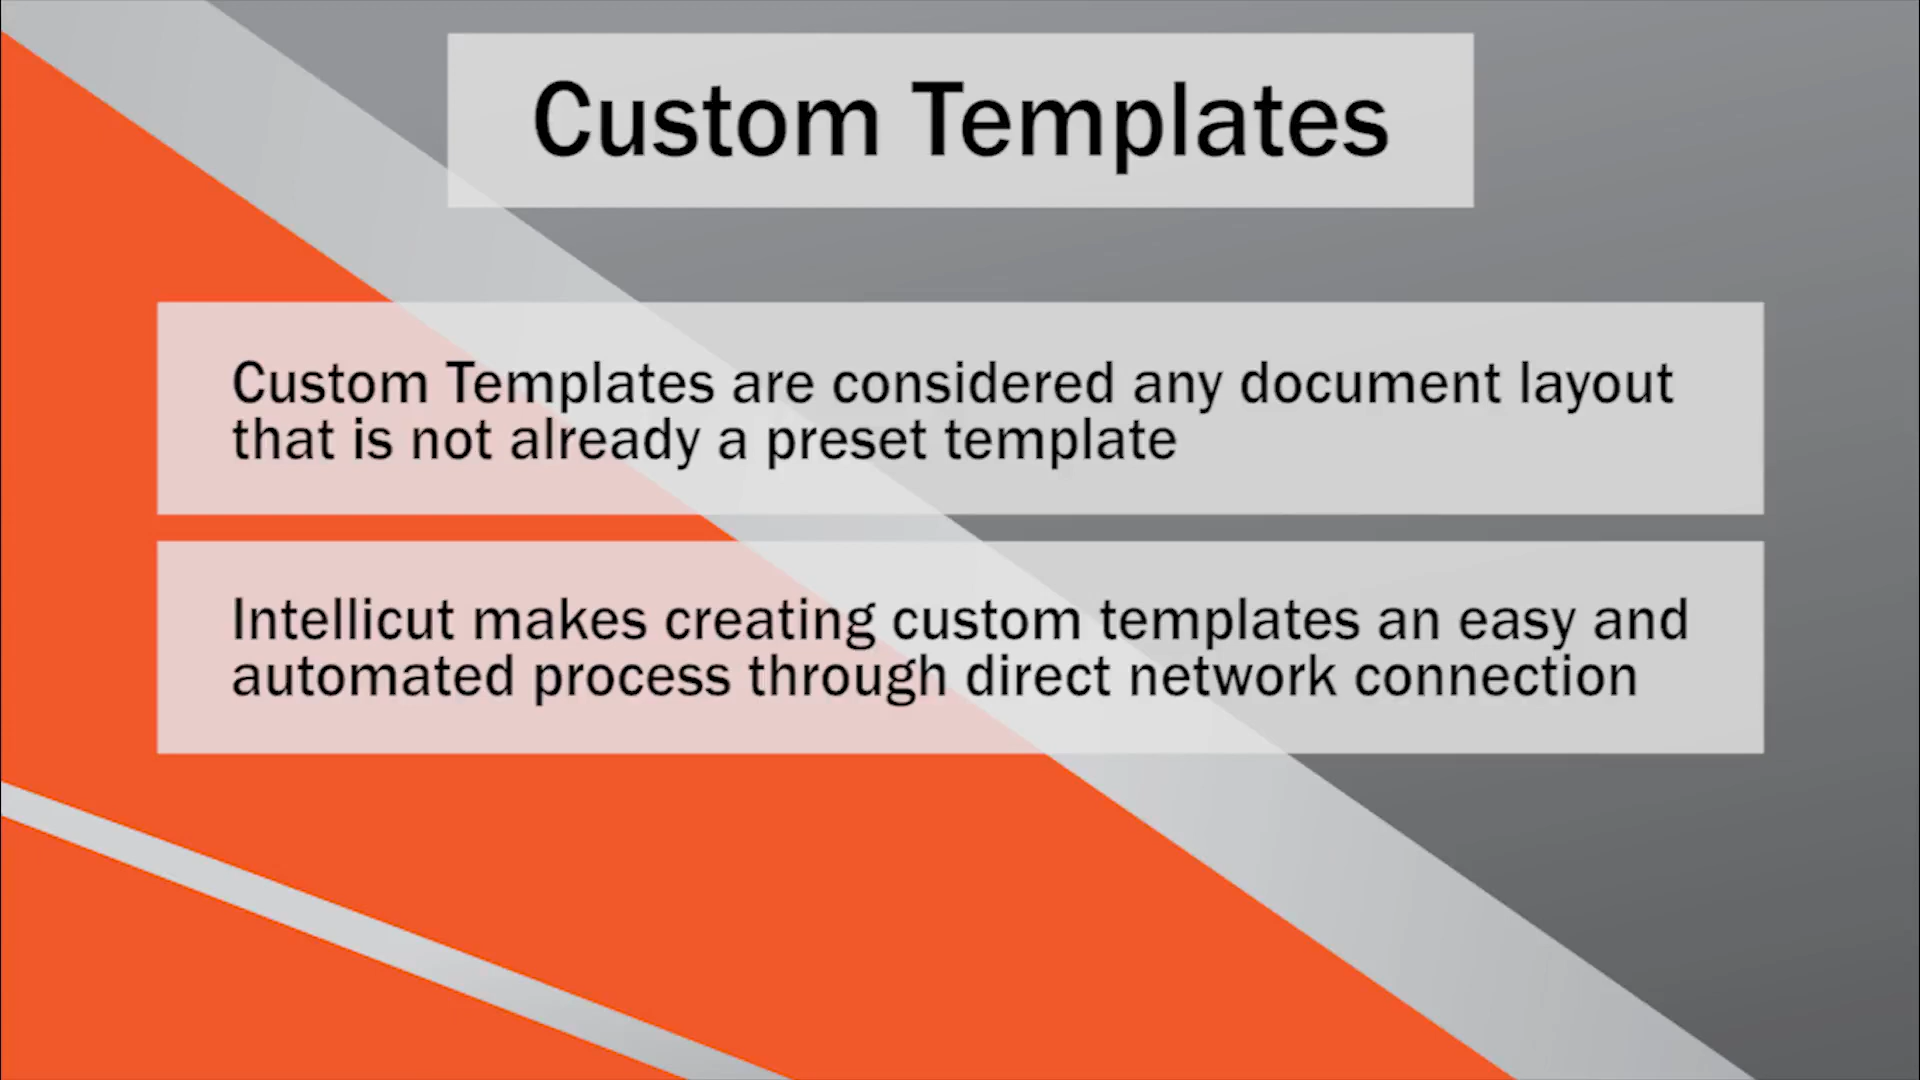 Custom Templates
Custom Templates are considered any document layout
that is not already a preset template
Intellicut makes creating custom templates an easy and
automated process through direct network connection